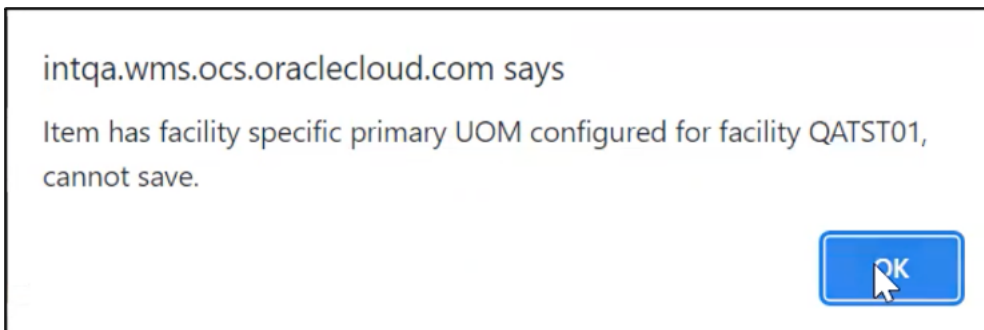 intqa.wms.ocs.oraclecloud.com says
Item has facility specific primary UOM configured for facility QATST01,
cannot save.
OK